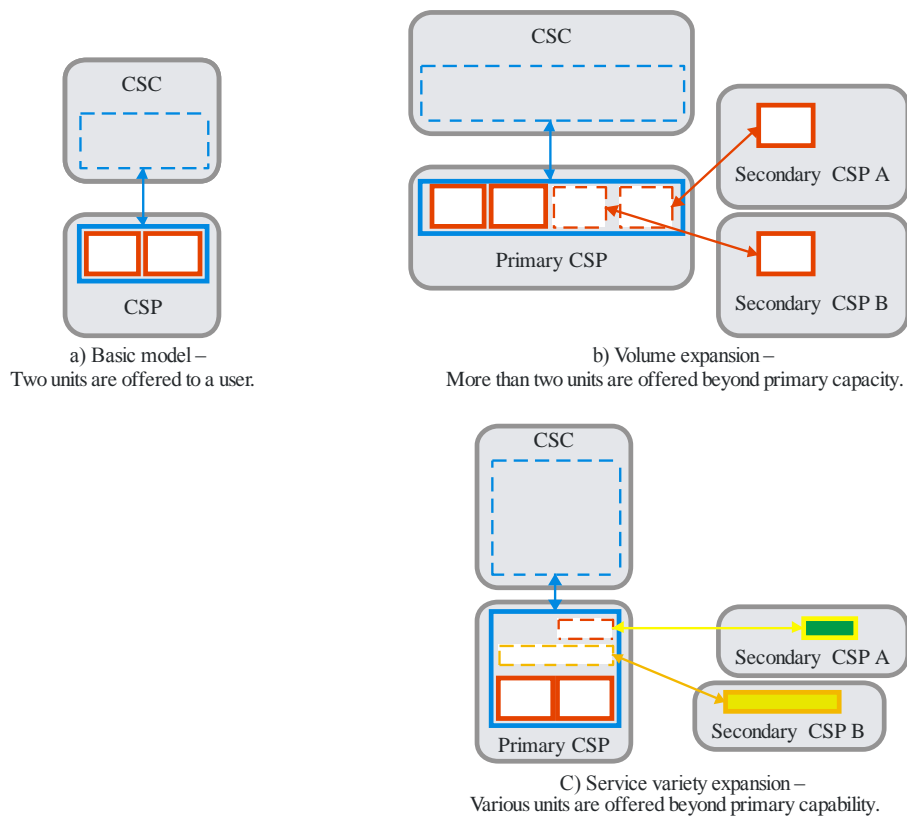 CSC
CSP
a) Basic model –
Two units are offered to a user.
CSC
Primary CSP
Secondary CSP A
Secondary CSP B
b) Volume expansion –
More than two units are offered beyond primary capacity.
CSC
Primary CSP
Secondary CSP A
Secondary CSP B
C) Service variety expansion –
Various units are offered beyond primary capability.